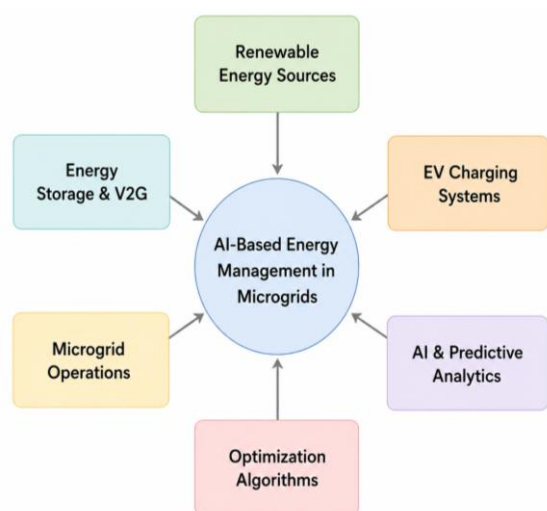 Renewable
Energy Sources
Energy
Storage & V2G
EV Charging
Systems
AI-Based Energy
Management in
Microgrids
Microgrid
Operations
AI & Predictive
Analytics
Optimization
Algorithms